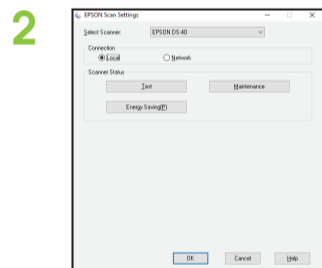 2
EPSON Scan Settings
Select Scanner: EPSON DS-40
Connection
Local Network
Scanner Status
Test Maintenance
Energy Saving(P)
OK Cancel Help